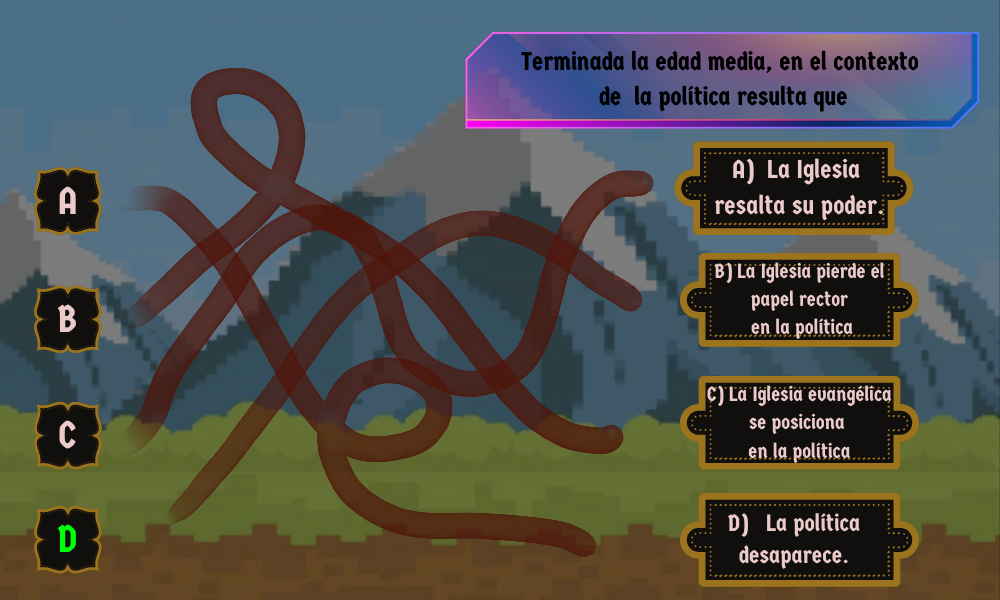 Terminada la edad media, en el contexto
de la política resulta que
A
B
C
D
A) La Iglesia
resalta su poder.
B) La Iglesia pierde el
papel rector
en la política
C) La Iglesia evangélica
se posiciona
en la política
D) La política
desaparece.